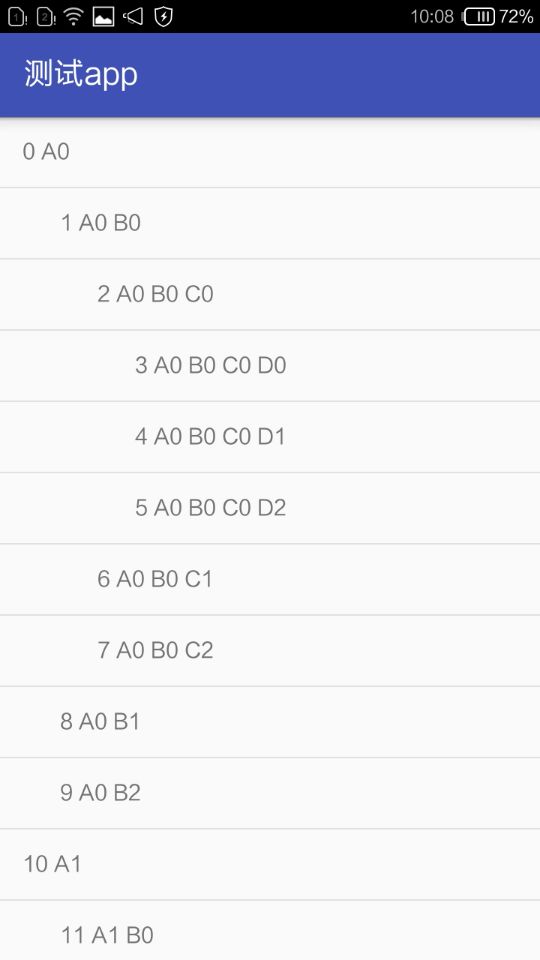 10:08 72%
测试app
0 A0
1 A0 B0
2 A0 B0 C0
3 A0 B0 C0 D0
4 A0 B0 C0 D1
5 A0 B0 C0 D2
6 A0 B0 C1
7 A0 B0 C2
8 A0 B1
9 A0 B2
10 A1
11 A1 B0